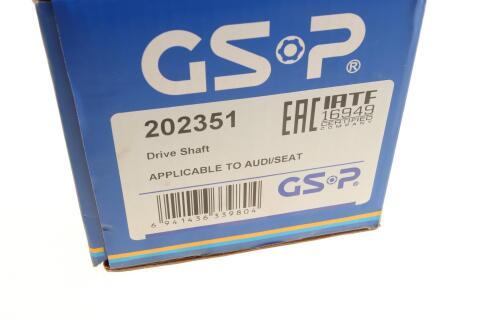 GSP®
202351
Drive Shaft
APPLICABLE TO AUDI/SEAT
EAC
IATF
16949
CERTIFIED
COMPANY
6 941436 339804
GSP®